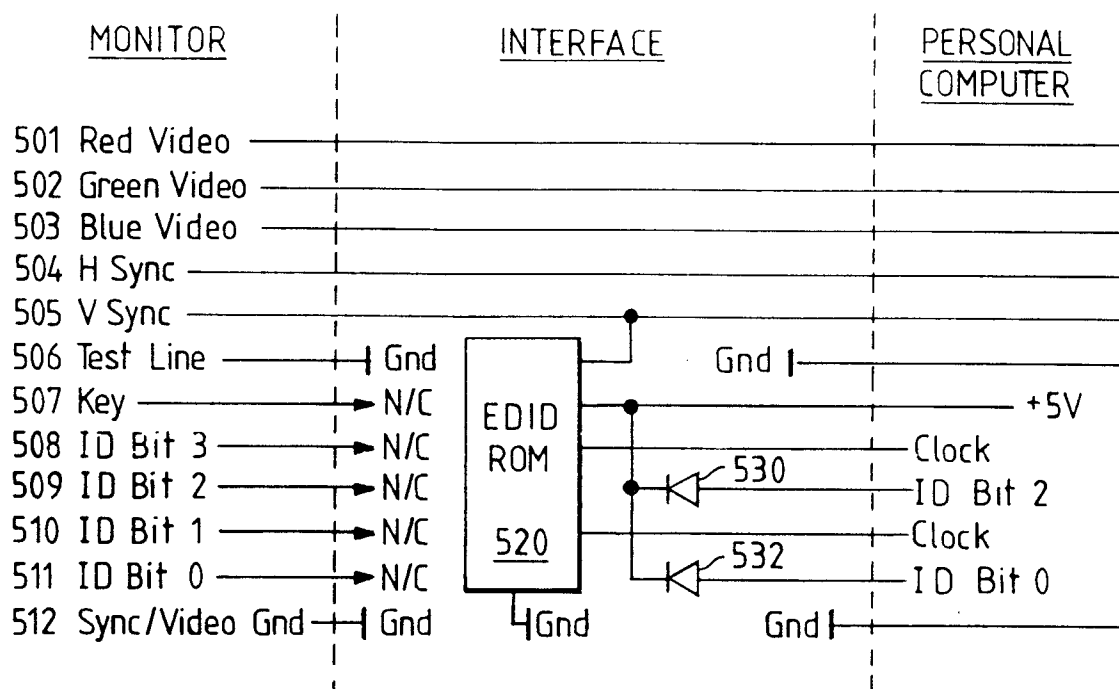 MONITOR INTERFACE PERSONAL
COMPUTER
501 Red Video
502 Green Video
503 Blue Video
504 H Sync
505 V Sync
506 Test Line Gnd Gnd
507 Key N/C +5V
EDID
ROM
520
508 ID Bit 3 N/C Clock
530
509 ID Bit 2 N/C ID Bit 2
510 ID Bit 1 N/C Clock
532
511 ID Bit 0 N/C ID Bit 0
512 Sync/Video Gnd Gnd Gnd Gnd